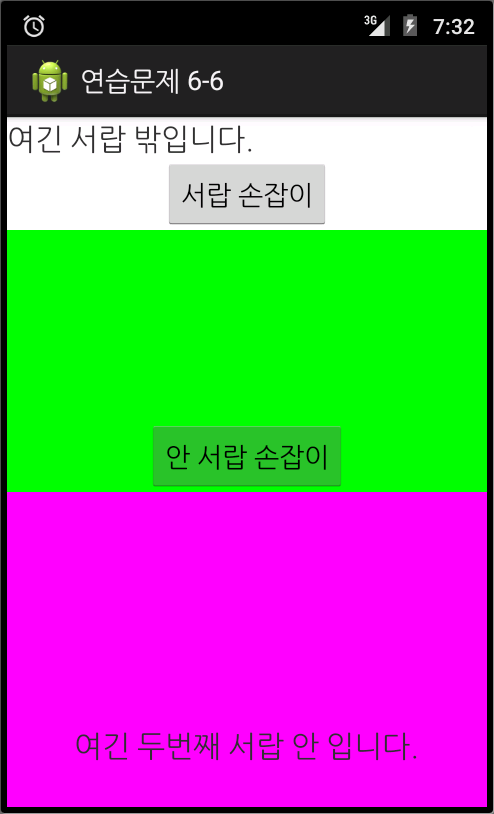 3G 7:32
연습문제 6-6
여긴 서랍 밖입니다.
서랍 손잡이
안 서랍 손잡이
여긴 두번째 서랍 안 입니다.